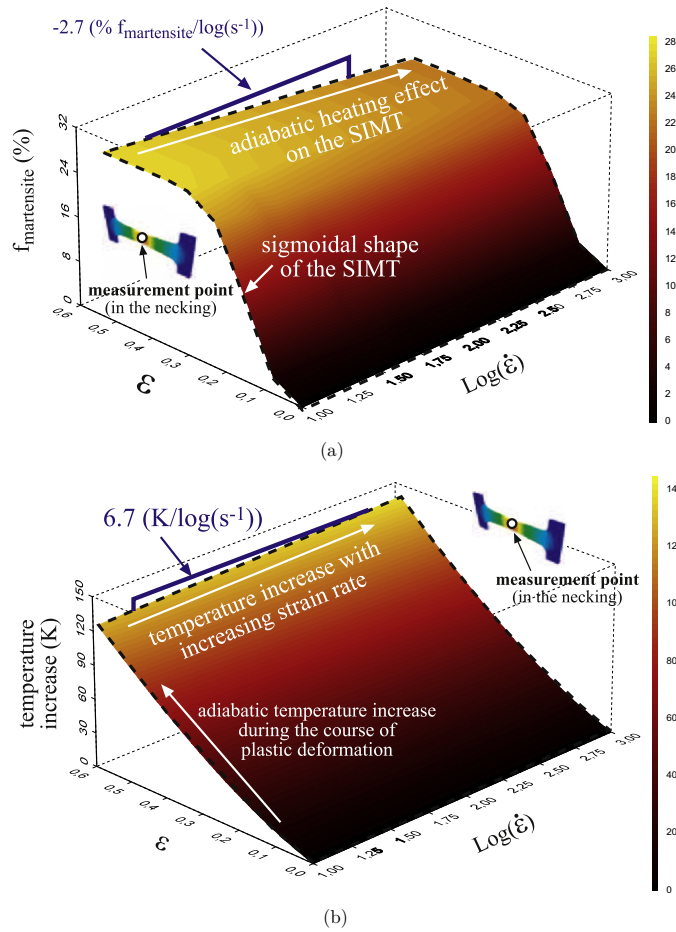 -2.7 (% fmartensite/log(s-1))
adiabatic heating effect
on the SIMT
sigmoidal shape
of the SIMT
measurement point
(in the necking)
fmartensite (%)
32
24
16
8
0
0.6
0.5
0.4
0.3
0.2
0.1
0.0
ε
1.00
1.25
1.50
1.75
2.00
2.25
2.50
2.75
3.00
Log(ε̇)
28
26
24
22
20
18
16
14
12
10
8
6
4
2
0
(a)
6.7 (K/log(s-1))
temperature increase with
increasing strain rate
adiabatic temperature increase
during the course of
plastic deformation
measurement point
(in the necking)
temperature
increase (K)
150
120
90
60
30
0
0.6
0.5
0.4
0.3
0.2
0.1
0.0
ε
1.00
1.25
1.50
1.75
2.00
2.25
2.50
2.75
3.00
Log(ε̇)
14
12
10
80
60
40
20
0
(b)